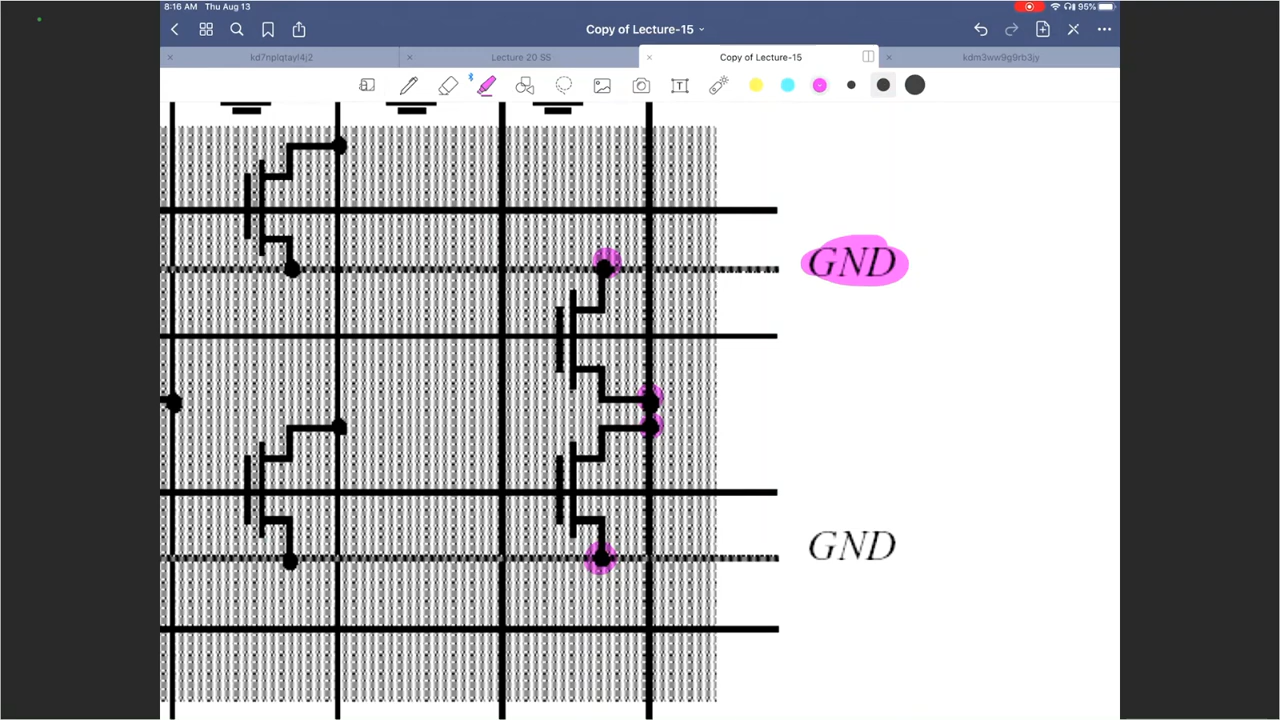 8:16 AM Thu Aug 13
95%
Copy of Lecture-15
kd7nplqtayl4j2
Lecture 20 SS
Copy of Lecture-15
kdm3ww9g9rb3jy
T
GND
GND